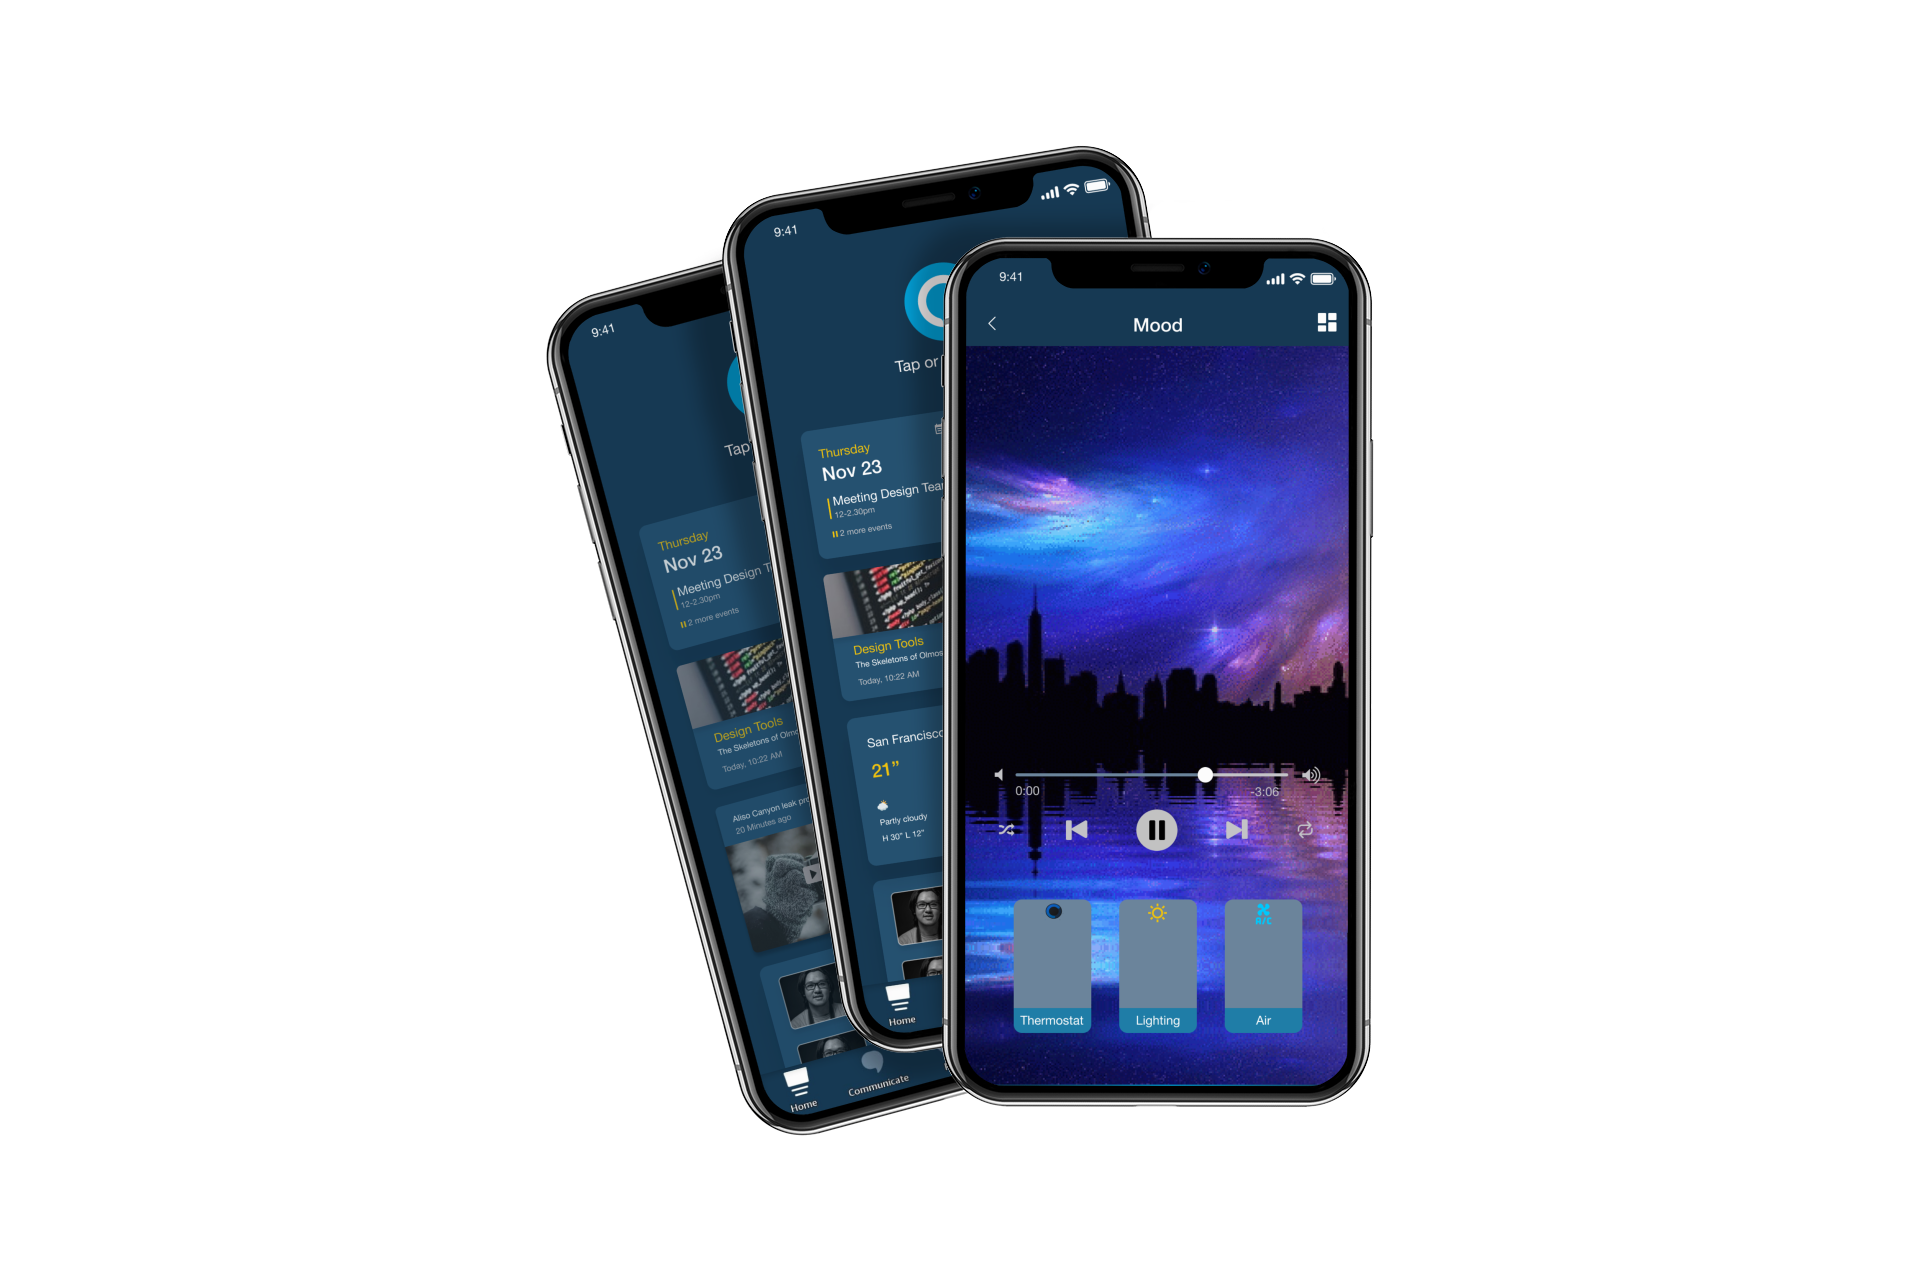 9:41
Tap
Thursday
Nov 23
Meeting Design T
12-2.30pm
2 more events
Design Tools
The Skeletons of Olmo
Today, 10:22 AM
Aliso Canyon leak pro
20 Minutes ago
Home
Communicate
9:41
Tap or
Thursday
Nov 23
Meeting Design Tea
12-2.30pm
2 more events
Design Tools
The Skeletons of Olmos
Today, 10:22 AM
San Francisco
21”
Partly cloudy
H 30” L 12”
Home
9:41
Mood
0:00 -3:06
A/C
Thermostat Lighting Air